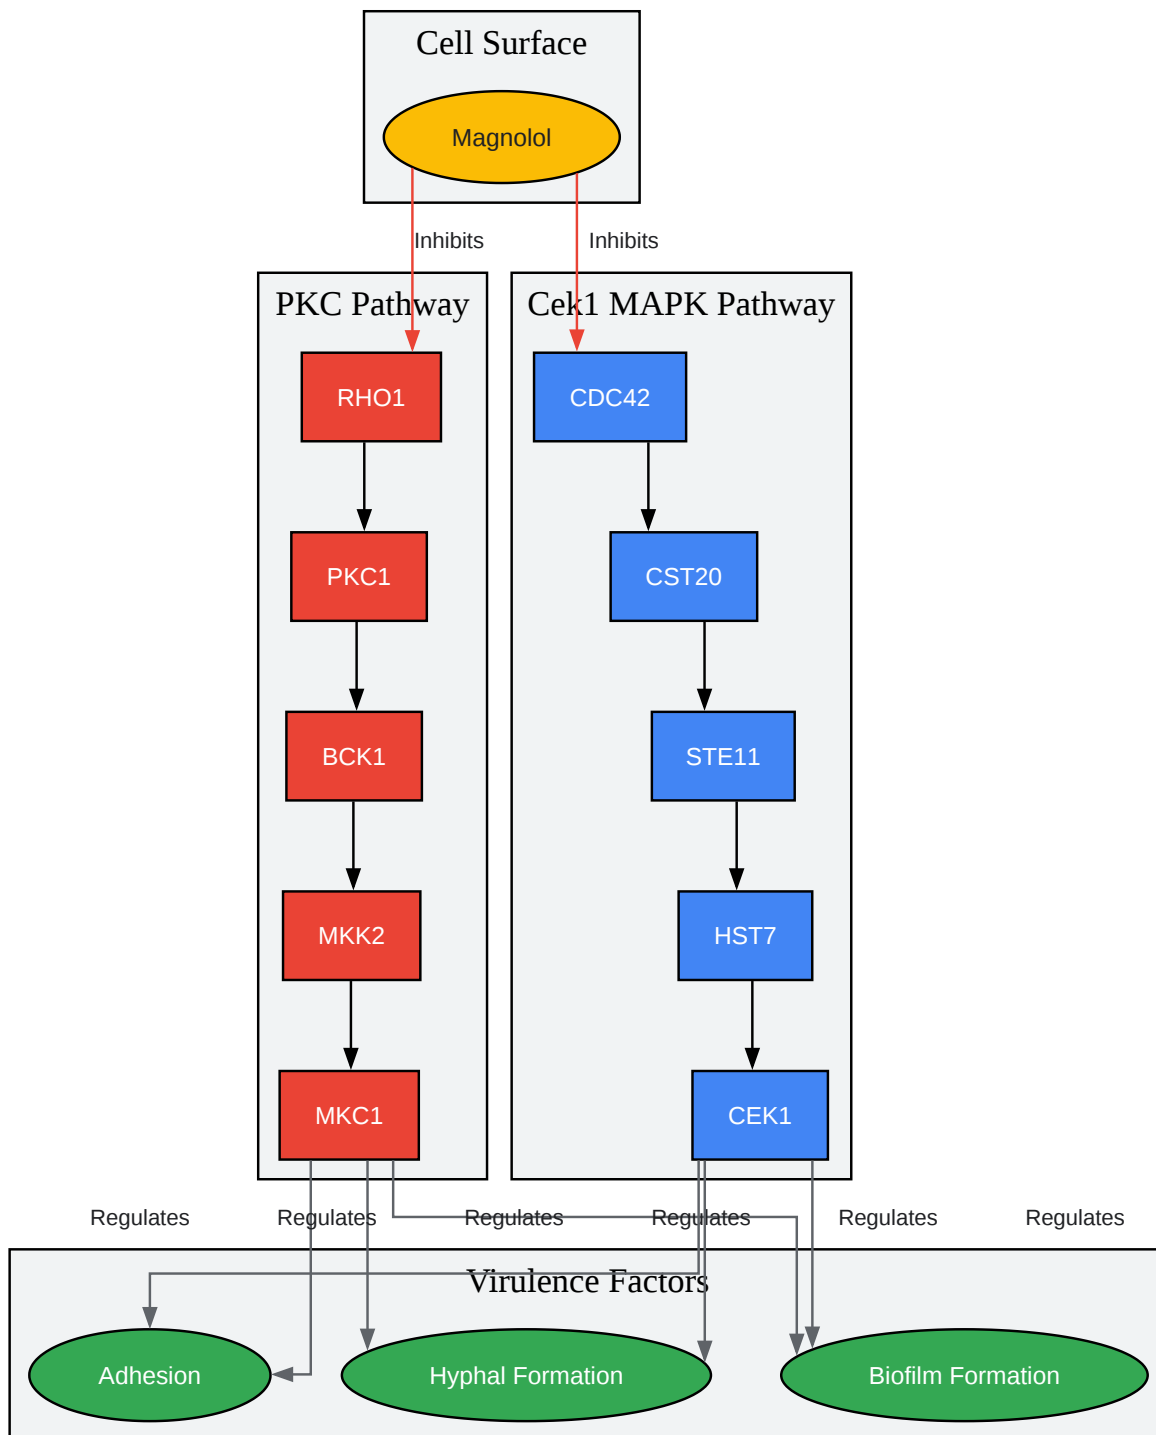 Cell Surface
Magnolol
Inhibits
Inhibits
PKC Pathway
Cek1 MAPK Pathway
RHO1
CDC42
PKC1
CST20
BCK1
STE11
MKK2
HST7
MKC1
CEK1
Regulates
Regulates
Regulates
Regulates
Regulates
Regulates
Virulence Factors
Adhesion
Hyphal Formation
Biofilm Formation